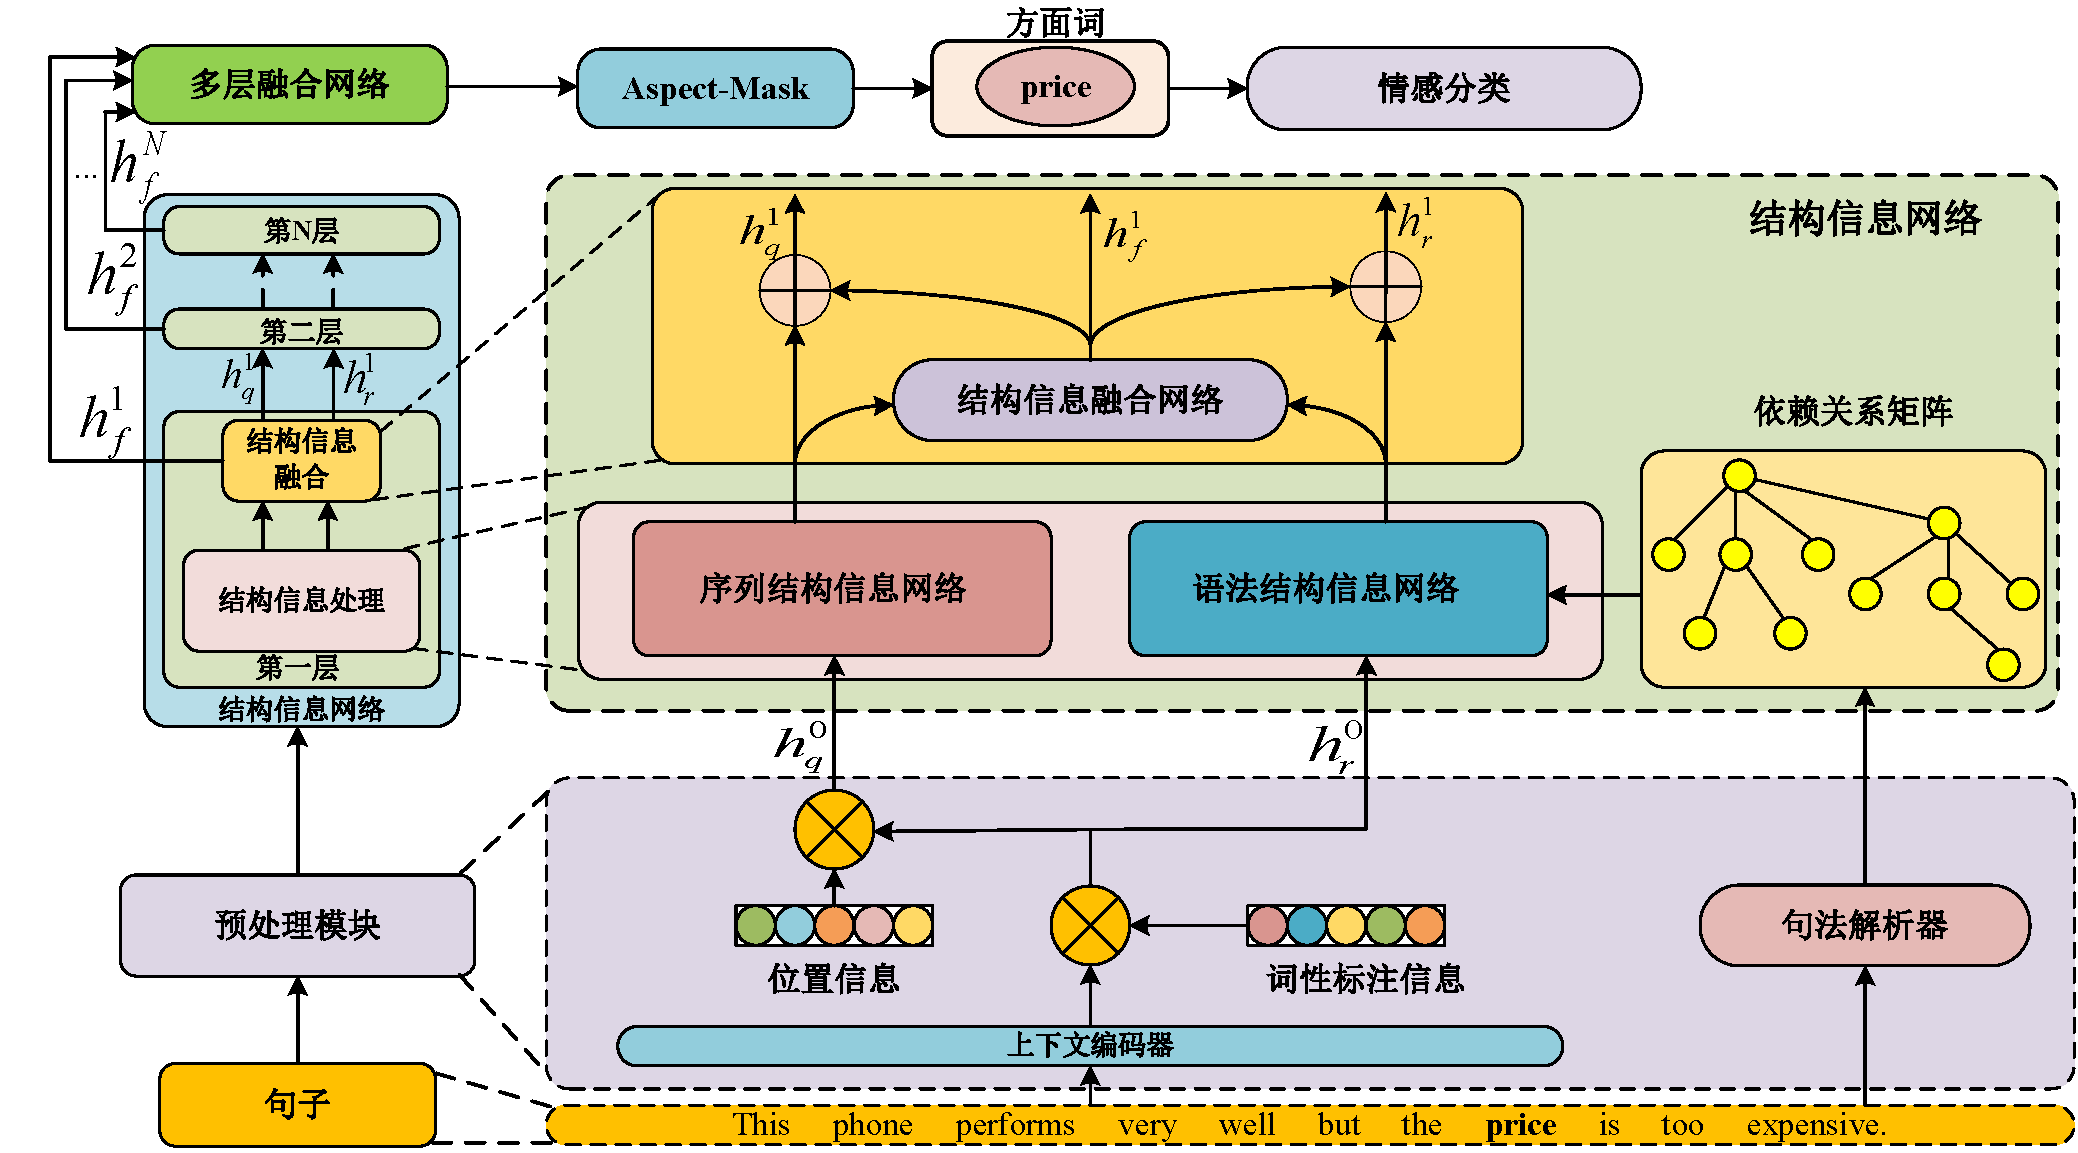 方面词
多层融合网络
Aspect-Mask
price
情感分类
... h_f^N
第N层
h_f^2
第二层
h_q^1
h_r^1
h_f^1
结构信息
融合
结构信息处理
第一层
结构信息网络
结构信息网络
h_q^1
h_f^1
h_r^1
结构信息融合网络
依赖关系矩阵
序列结构信息网络
语法结构信息网络
h_q^0
h_r^0
预处理模块
位置信息
词性标注信息
句法解析器
上下文编码器
句子
This phone performs very well but the price is too expensive.